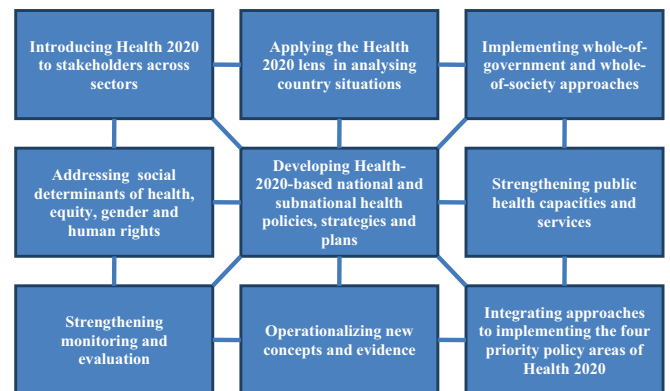 Introducing Health 2020
to stakeholders across
sectors
Applying the Health
2020 lens in analysing
country situations
Implementing whole-of-
government and whole-
of-society approaches
Addressing social
determinants of health,
equity, gender and
human rights
Developing Health-
2020-based national and
subnational health
policies, strategies and
plans
Strengthening public
health capacities and
services
Strengthening
monitoring and
evaluation
Operationalizing new
concepts and evidence
Integrating approaches
to implementing the four
priority policy areas of
Health 2020